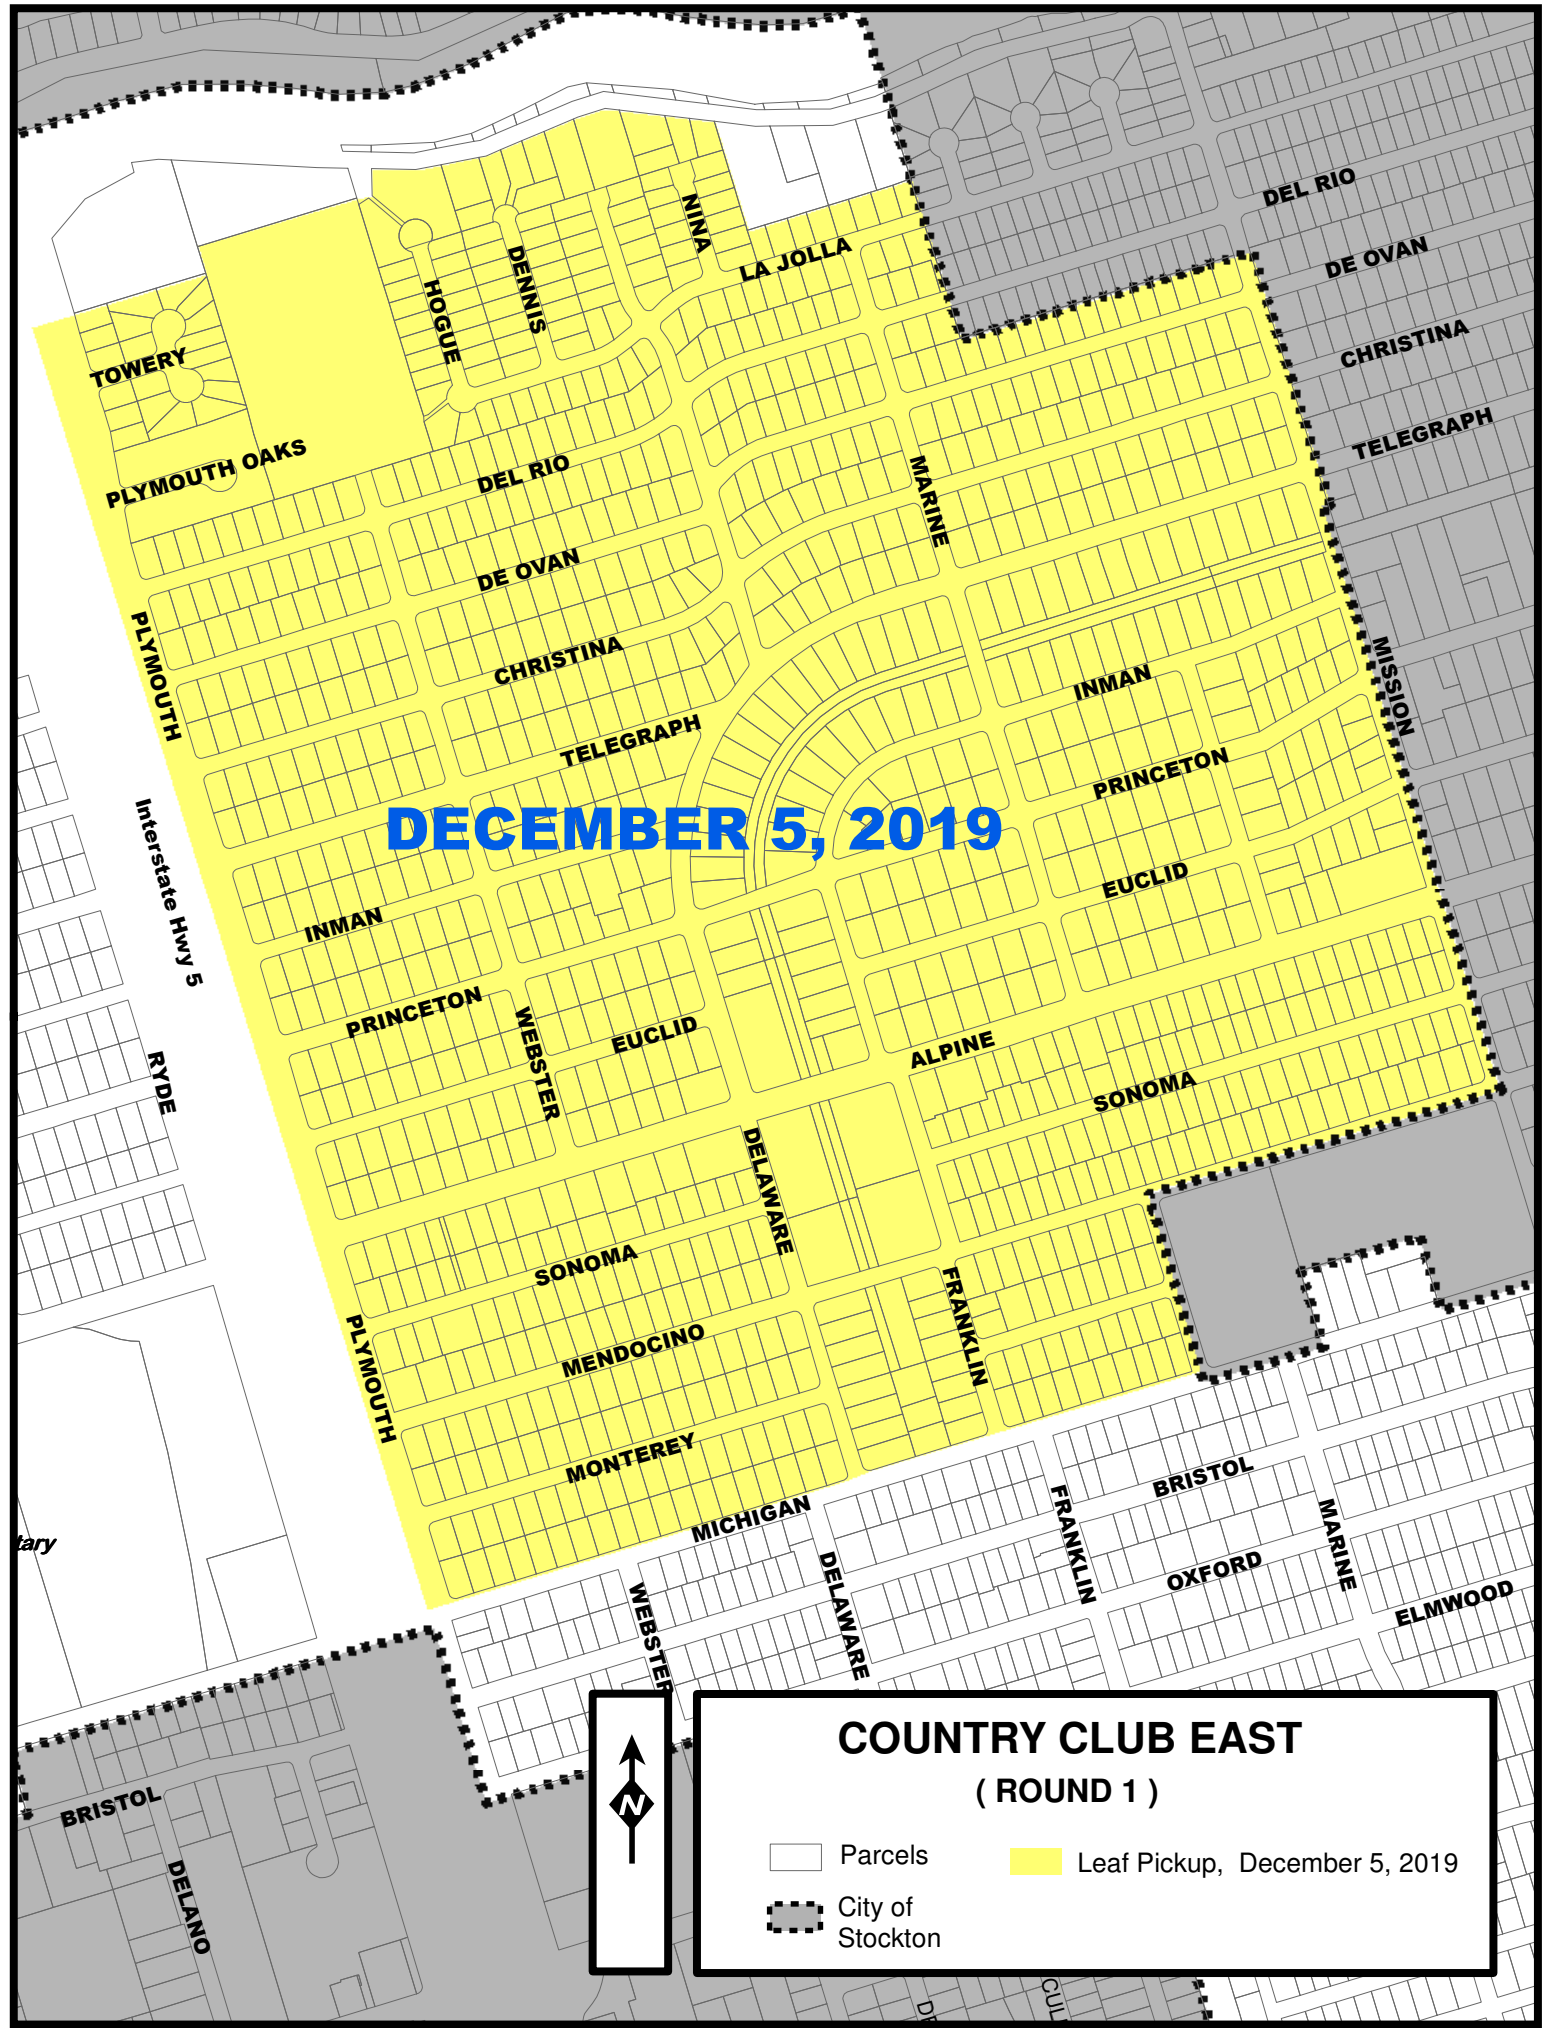 DEL RIO
NINA
DE OVAN
LA JOLLA
DENNIS
HOGUE
CHRISTINA
TOWERY
TELEGRAPH
PLYMOUTH OAKS
DEL RIO
MARINE
DE OVAN
PLYMOUTH
CHRISTINA
MISSION
INMAN
TELEGRAPH
PRINCETON
DECEMBER 5, 2019
Interstate Hwy 5
EUCLID
INMAN
PRINCETON
WEBSTER
EUCLID
ALPINE
RYDE
SONOMA
DELAWARE
SONOMA
FRANKLIN
PLYMOUTH
MENDOCINO
MONTEREY
BRISTOL
MICHIGAN
FRANKLIN
MARINE
tary
DELAWARE
OXFORD
WEBSTER
ELMWOOD
COUNTRY CLUB EAST
( ROUND 1 )
N
BRISTOL
Parcels
Leaf Pickup, December 5, 2019
DELANO
City of
Stockton
CUL